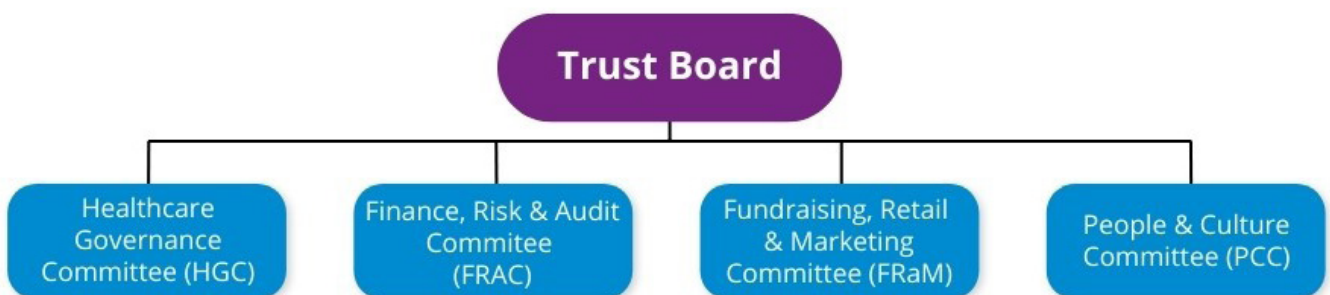 Trust Board
Healthcare
Governance
Committee (HGC)
Finance, Risk & Audit
Commitee
(FRAC)
Fundraising, Retail
& Marketing
Committee (FRaM)
People & Culture
Committee (PCC)